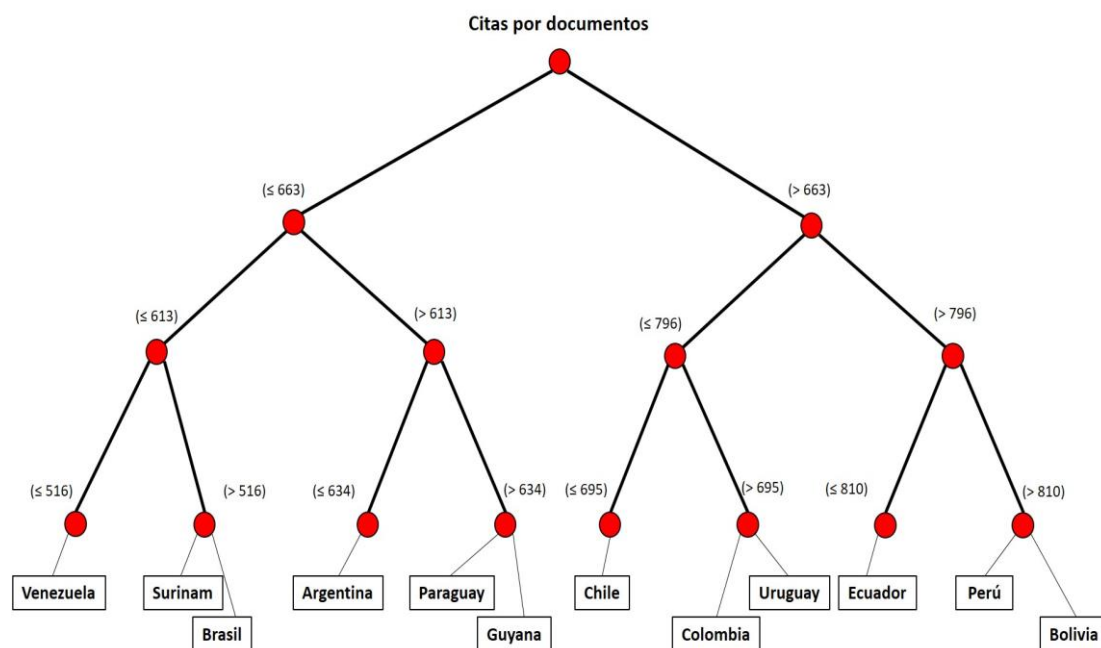 Citas por documentos
(≤ 663)
(> 663)
(≤ 613)
(> 613)
(≤ 796)
(> 796)
(≤ 516)
(> 516)
(≤ 634)
(> 634)
(≤ 695)
(> 695)
(≤ 810)
(> 810)
Venezuela
Surinam
Argentina
Paraguay
Chile
Uruguay
Ecuador
Perú
Brasil
Guyana
Colombia
Bolivia